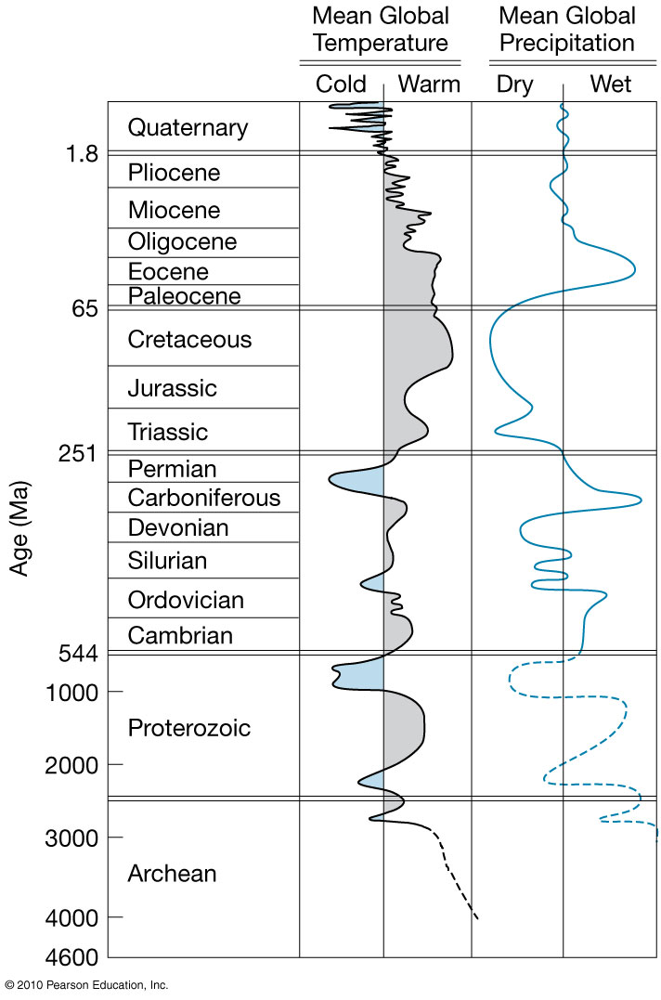 Mean Global
Temperature
Mean Global
Precipitation
Cold
Warm
Dry
Wet
Quaternary
1.8
Pliocene
Miocene
Oligocene
Eocene
Paleocene
65
Cretaceous
Jurassic
Triassic
251
Permian
Carboniferous
Devonian
Silurian
Ordovician
Cambrian
544
1000
Proterozoic
2000
3000
Archean
4000
4600
Age (Ma)
© 2010 Pearson Education, Inc.